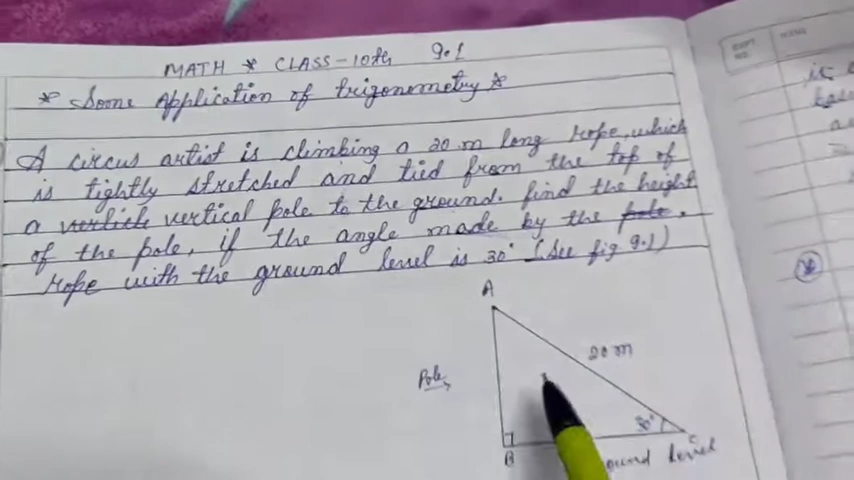 MATH * CLASS-10th 9.1
* Some Application of trigonometry *
A circus artist is climbing a 20 m long rope, which
is tightly stretched and tied from the top of
a vertical pole to the ground. find the height
of the pole, if the angle made by the pole.
rope with the ground level is 30° (See fig 9.1)
A
20 m
Pole
30°
B
C
ound level